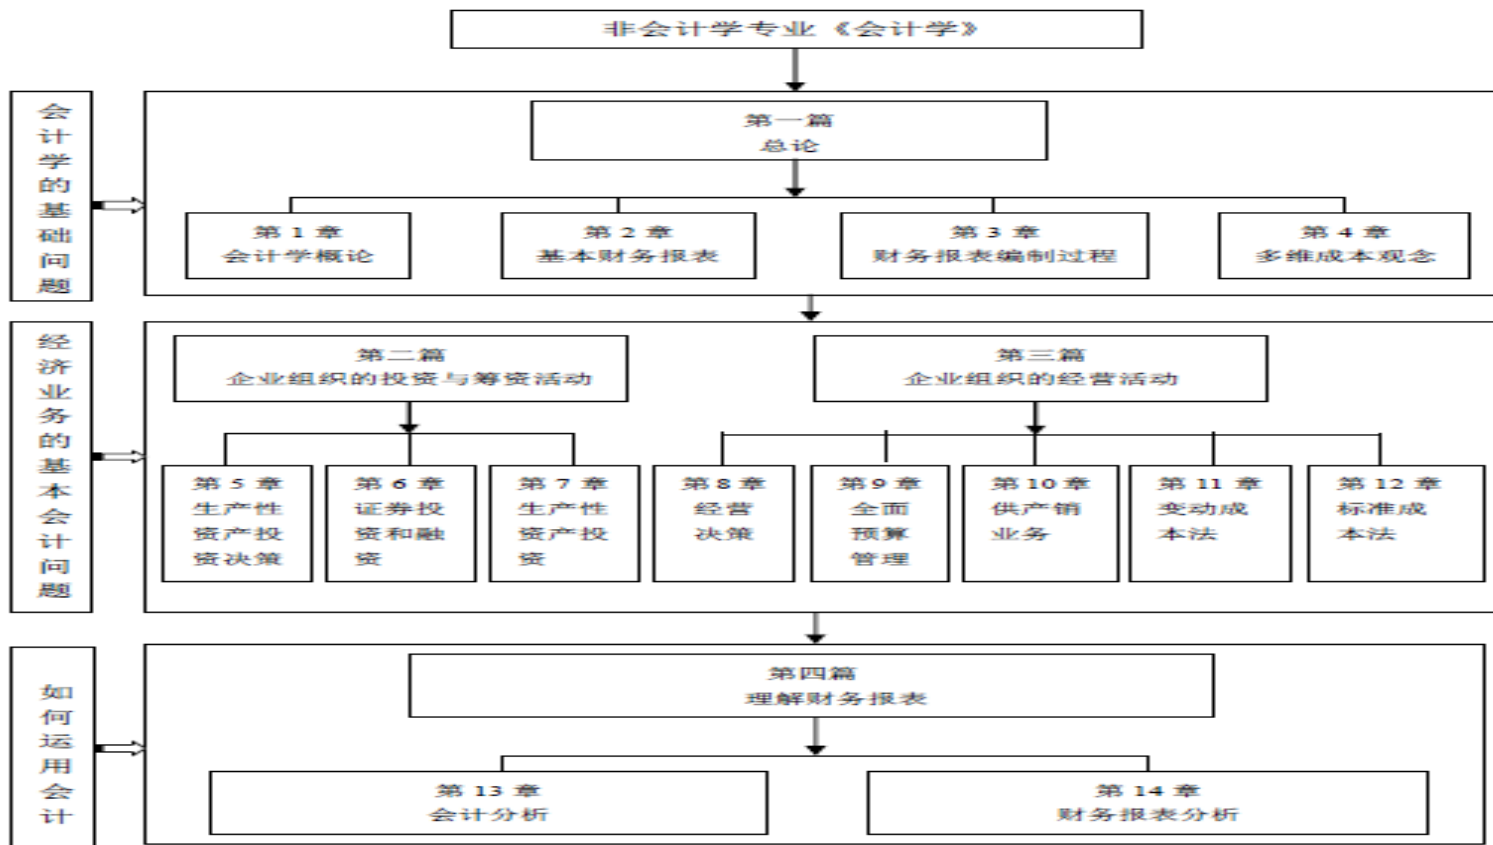 非会计学专业《会计学》
会计学的基础问题
第一篇
总论
第 1 章
会计学概论
第 2 章
基本财务报表
第 3 章
财务报表编制过程
第 4 章
多维成本观念
经济业务的基本会计问题
第二篇
企业组织的投资与筹资活动
第三篇
企业组织的经营活动
第 5 章
生产性
资产投
资决策
第 6 章
证券投
资和融
资
第 7 章
生产性
资产投
资
第 8 章
经营
决策
第 9 章
全面
预算
管理
第 10 章
供产销
业务
第 11 章
变动成
本法
第 12 章
标准成
本法
如何运用会计
第四篇
理解财务报表
第 13 章
会计分析
第 14 章
财务报表分析